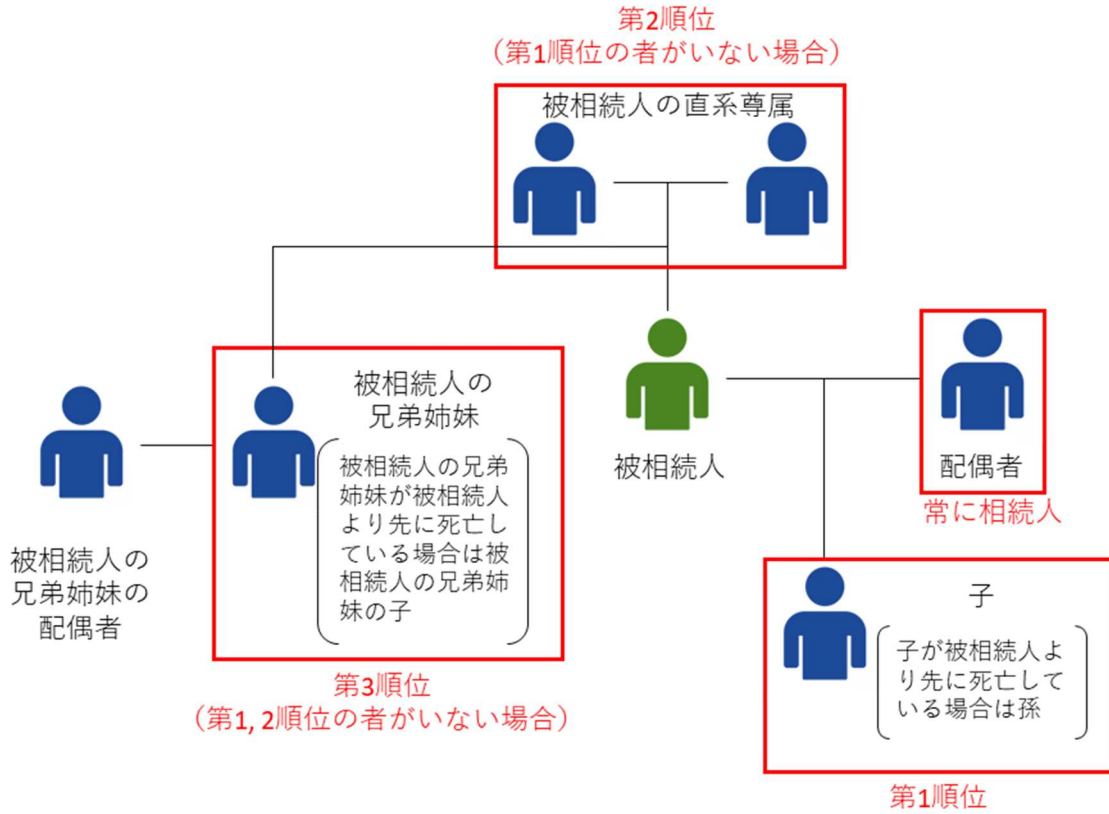 第2順位
（第1順位の者がいない場合）
被相続人の直系尊属
被相続人の
兄弟姉妹
被相続人の兄弟
姉妹が被相続人
より先に死亡し
ている場合は被
相続人の兄弟姉
妹の子
被相続人の
兄弟姉妹の
配偶者
第3順位
（第1, 2順位の者がいない場合）
被相続人
配偶者
常に相続人
子
子が被相続人よ
り先に死亡して
いる場合は孫
第1順位